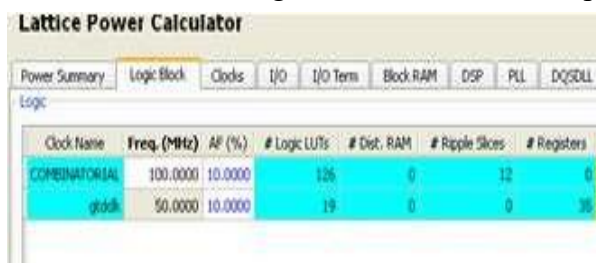 Lattice Power Calculator
Power Summary Logic Block Clocks I/O I/O Term Block RAM DSP PLL DQSDLL
Logic
Clock Name Freq. (MHz) AF (%) # Logic LUTs # Dist. RAM # Ripple Slices # Registers
COMBINATORIAL 100.0000 10.0000 126 0 12 0
50.0000 10.0000 19 0 0